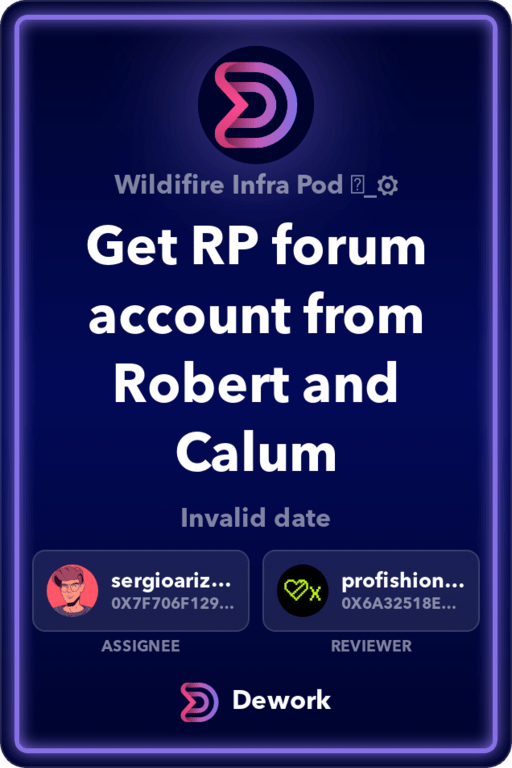 Wildifire Infra Pod ⍰_⚙
Get RP forum
account from
Robert and
Calum
Invalid date
sergioariz...
0X7F706F129...
profishion...
0X6A32518E...
ASSIGNEE
REVIEWER
Dework